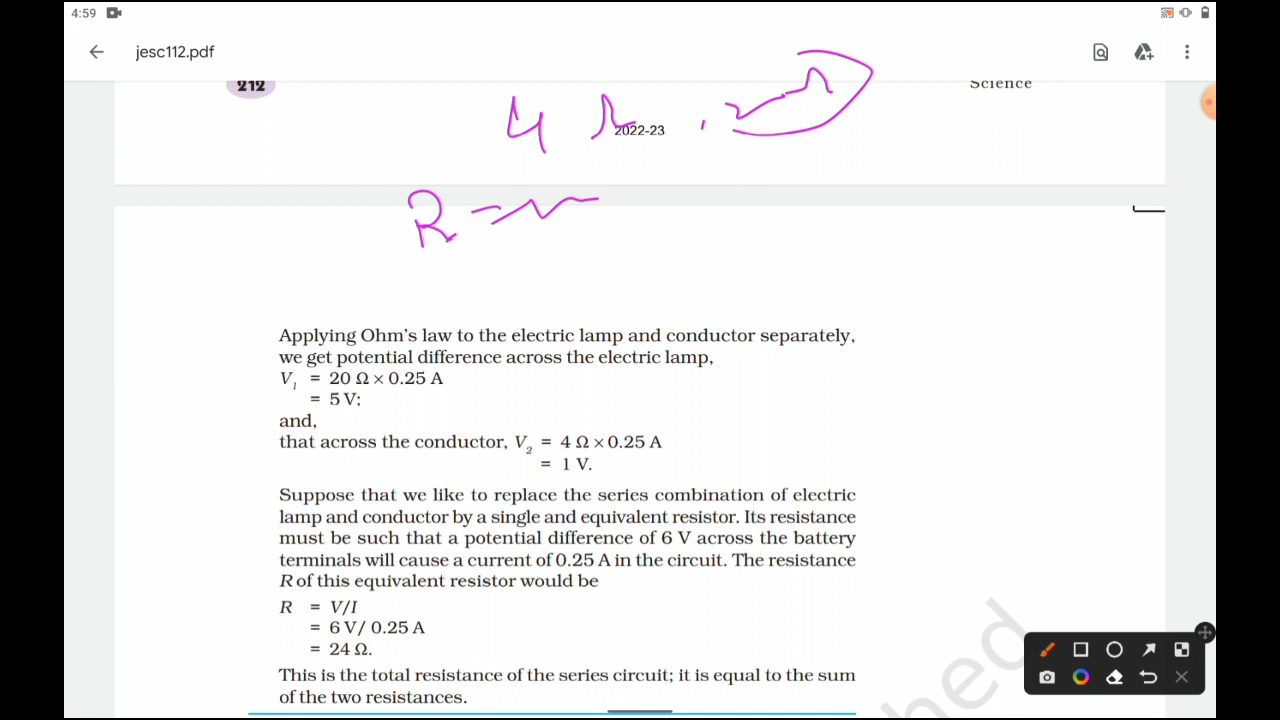 4:59
jesc112.pdf
212
Science
4 Ω
2022-23
R =
Applying Ohm's law to the electric lamp and conductor separately,
we get potential difference across the electric lamp,
V₁ = 20 Ω × 0.25 A
= 5 V;
and,
that across the conductor, V₂ = 4 Ω × 0.25 A
= 1 V.
Suppose that we like to replace the series combination of electric
lamp and conductor by a single and equivalent resistor. Its resistance
must be such that a potential difference of 6 V across the battery
terminals will cause a current of 0.25 A in the circuit. The resistance
R of this equivalent resistor would be
R = V/I
= 6 V/ 0.25 A
= 24 Ω.
This is the total resistance of the series circuit; it is equal to the sum
of the two resistances.
hed